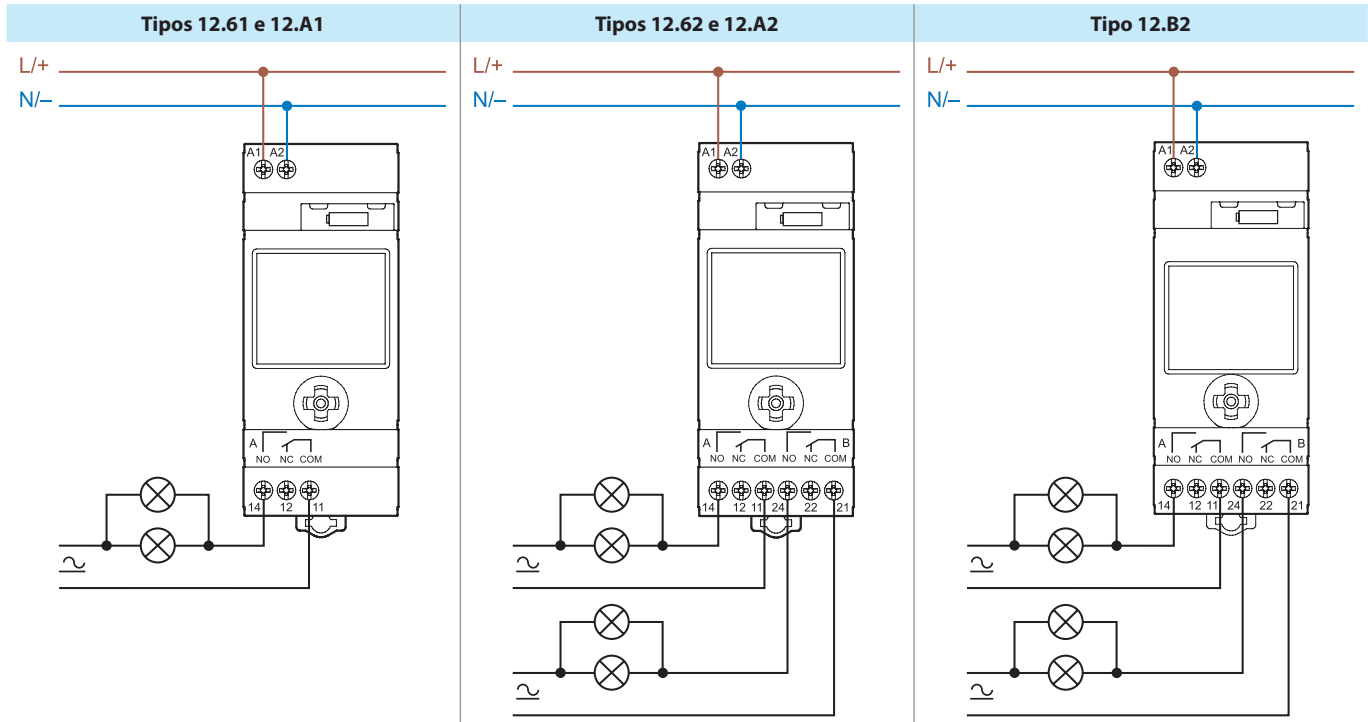 Tipos 12.61 e 12.A1
L/+
N/–
A1 A2
A
NO NC COM
14 12 11
Tipos 12.62 e 12.A2
L/+
N/–
A1 A2
A B
NO NC COM NO NC COM
14 12 11 24 22 21
Tipo 12.B2
L/+
N/–
A1 A2
A B
NO NC COM NO NC COM
14 12 11 24 22 21